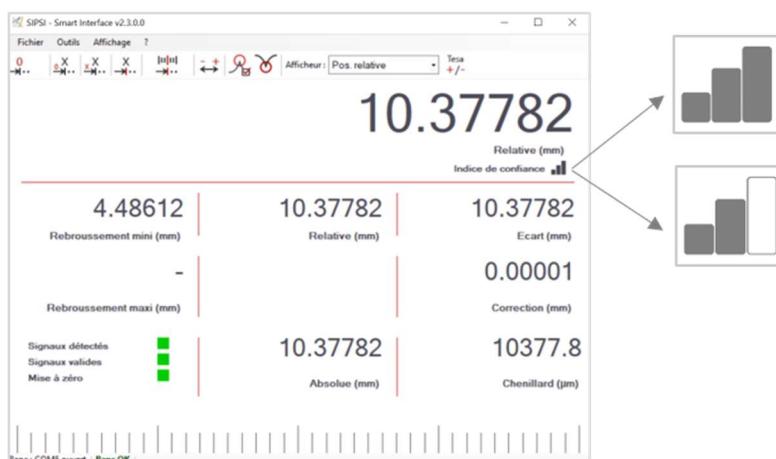 SIPSI - Smart Interface v2.3.0.0
Fichier Outils Affichage ?
Afficheur : Pos. relative Tesa +/-
10.37782
Relative (mm)
Indice de confiance
4.48612 10.37782 10.37782
Rebroussement mini (mm) Relative (mm) Ecart (mm)
- 0.00001
Rebroussement maxi (mm) Correction (mm)
Signaux détectés
Signaux valides
Mise à zéro
10.37782 10377.8
Absolue (mm) Chenillard (µm)